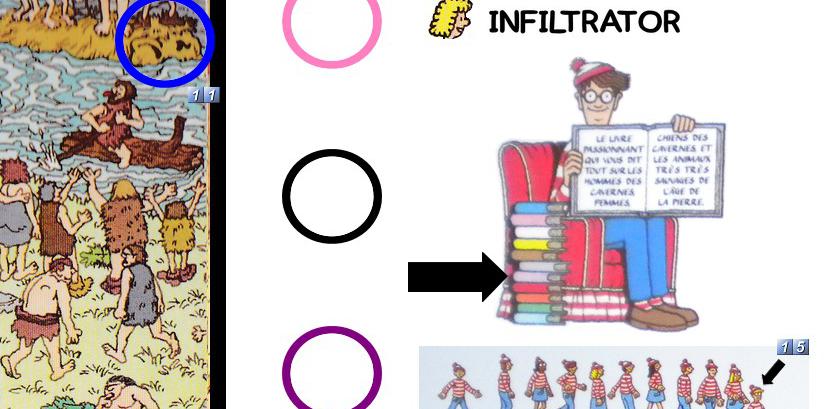 INFILTRATOR
LE LIVRE
PASSIONNANT
QUI VOUS DIT
TOUT SUR LES
HOMMES DES
CAVERNES,
FEMMES,
CHIENS DES
CAVERNES, ET
LES ANIMAUX
TRÈS TRÈS
SAUVAGES DE
L'ÂGE DE
LA PIERRE.
11
15